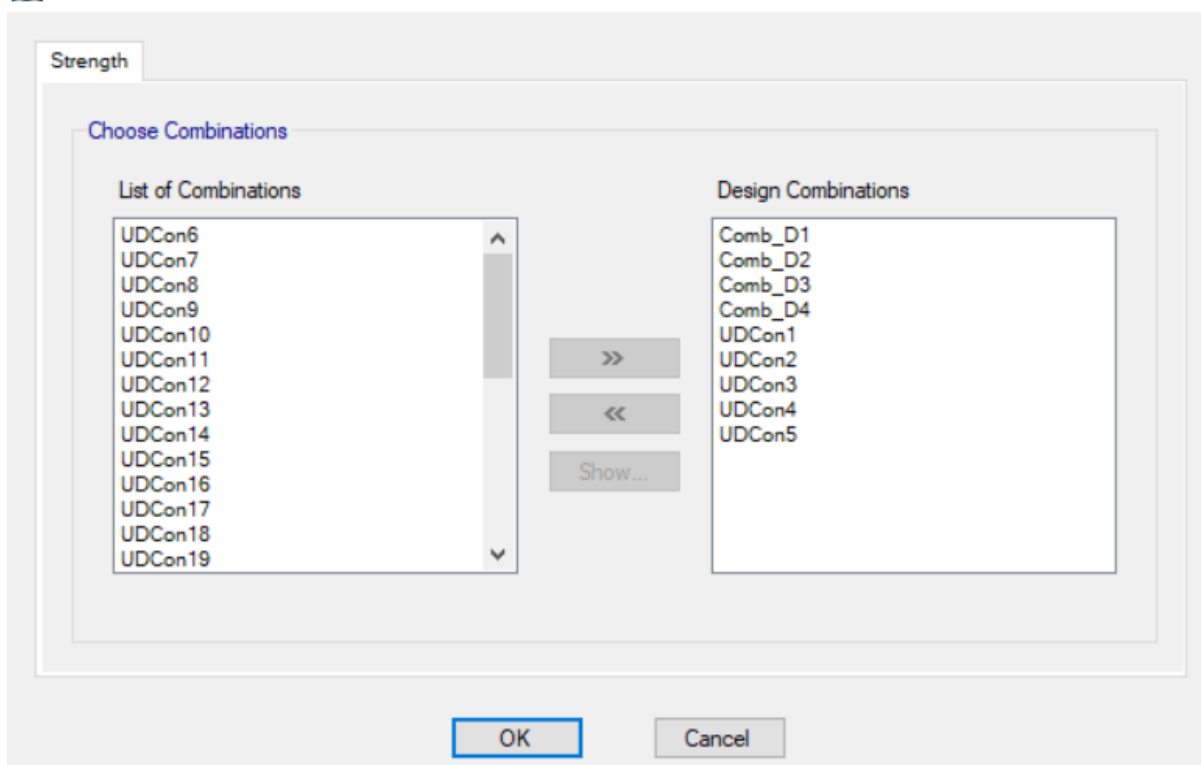 Strength
Choose Combinations
List of Combinations
UDCon6
UDCon7
UDCon8
UDCon9
UDCon10
UDCon11
UDCon12
UDCon13
UDCon14
UDCon15
UDCon16
UDCon17
UDCon18
UDCon19
>>
<<
Show...
Design Combinations
Comb_D1
Comb_D2
Comb_D3
Comb_D4
UDCon1
UDCon2
UDCon3
UDCon4
UDCon5
OK
Cancel